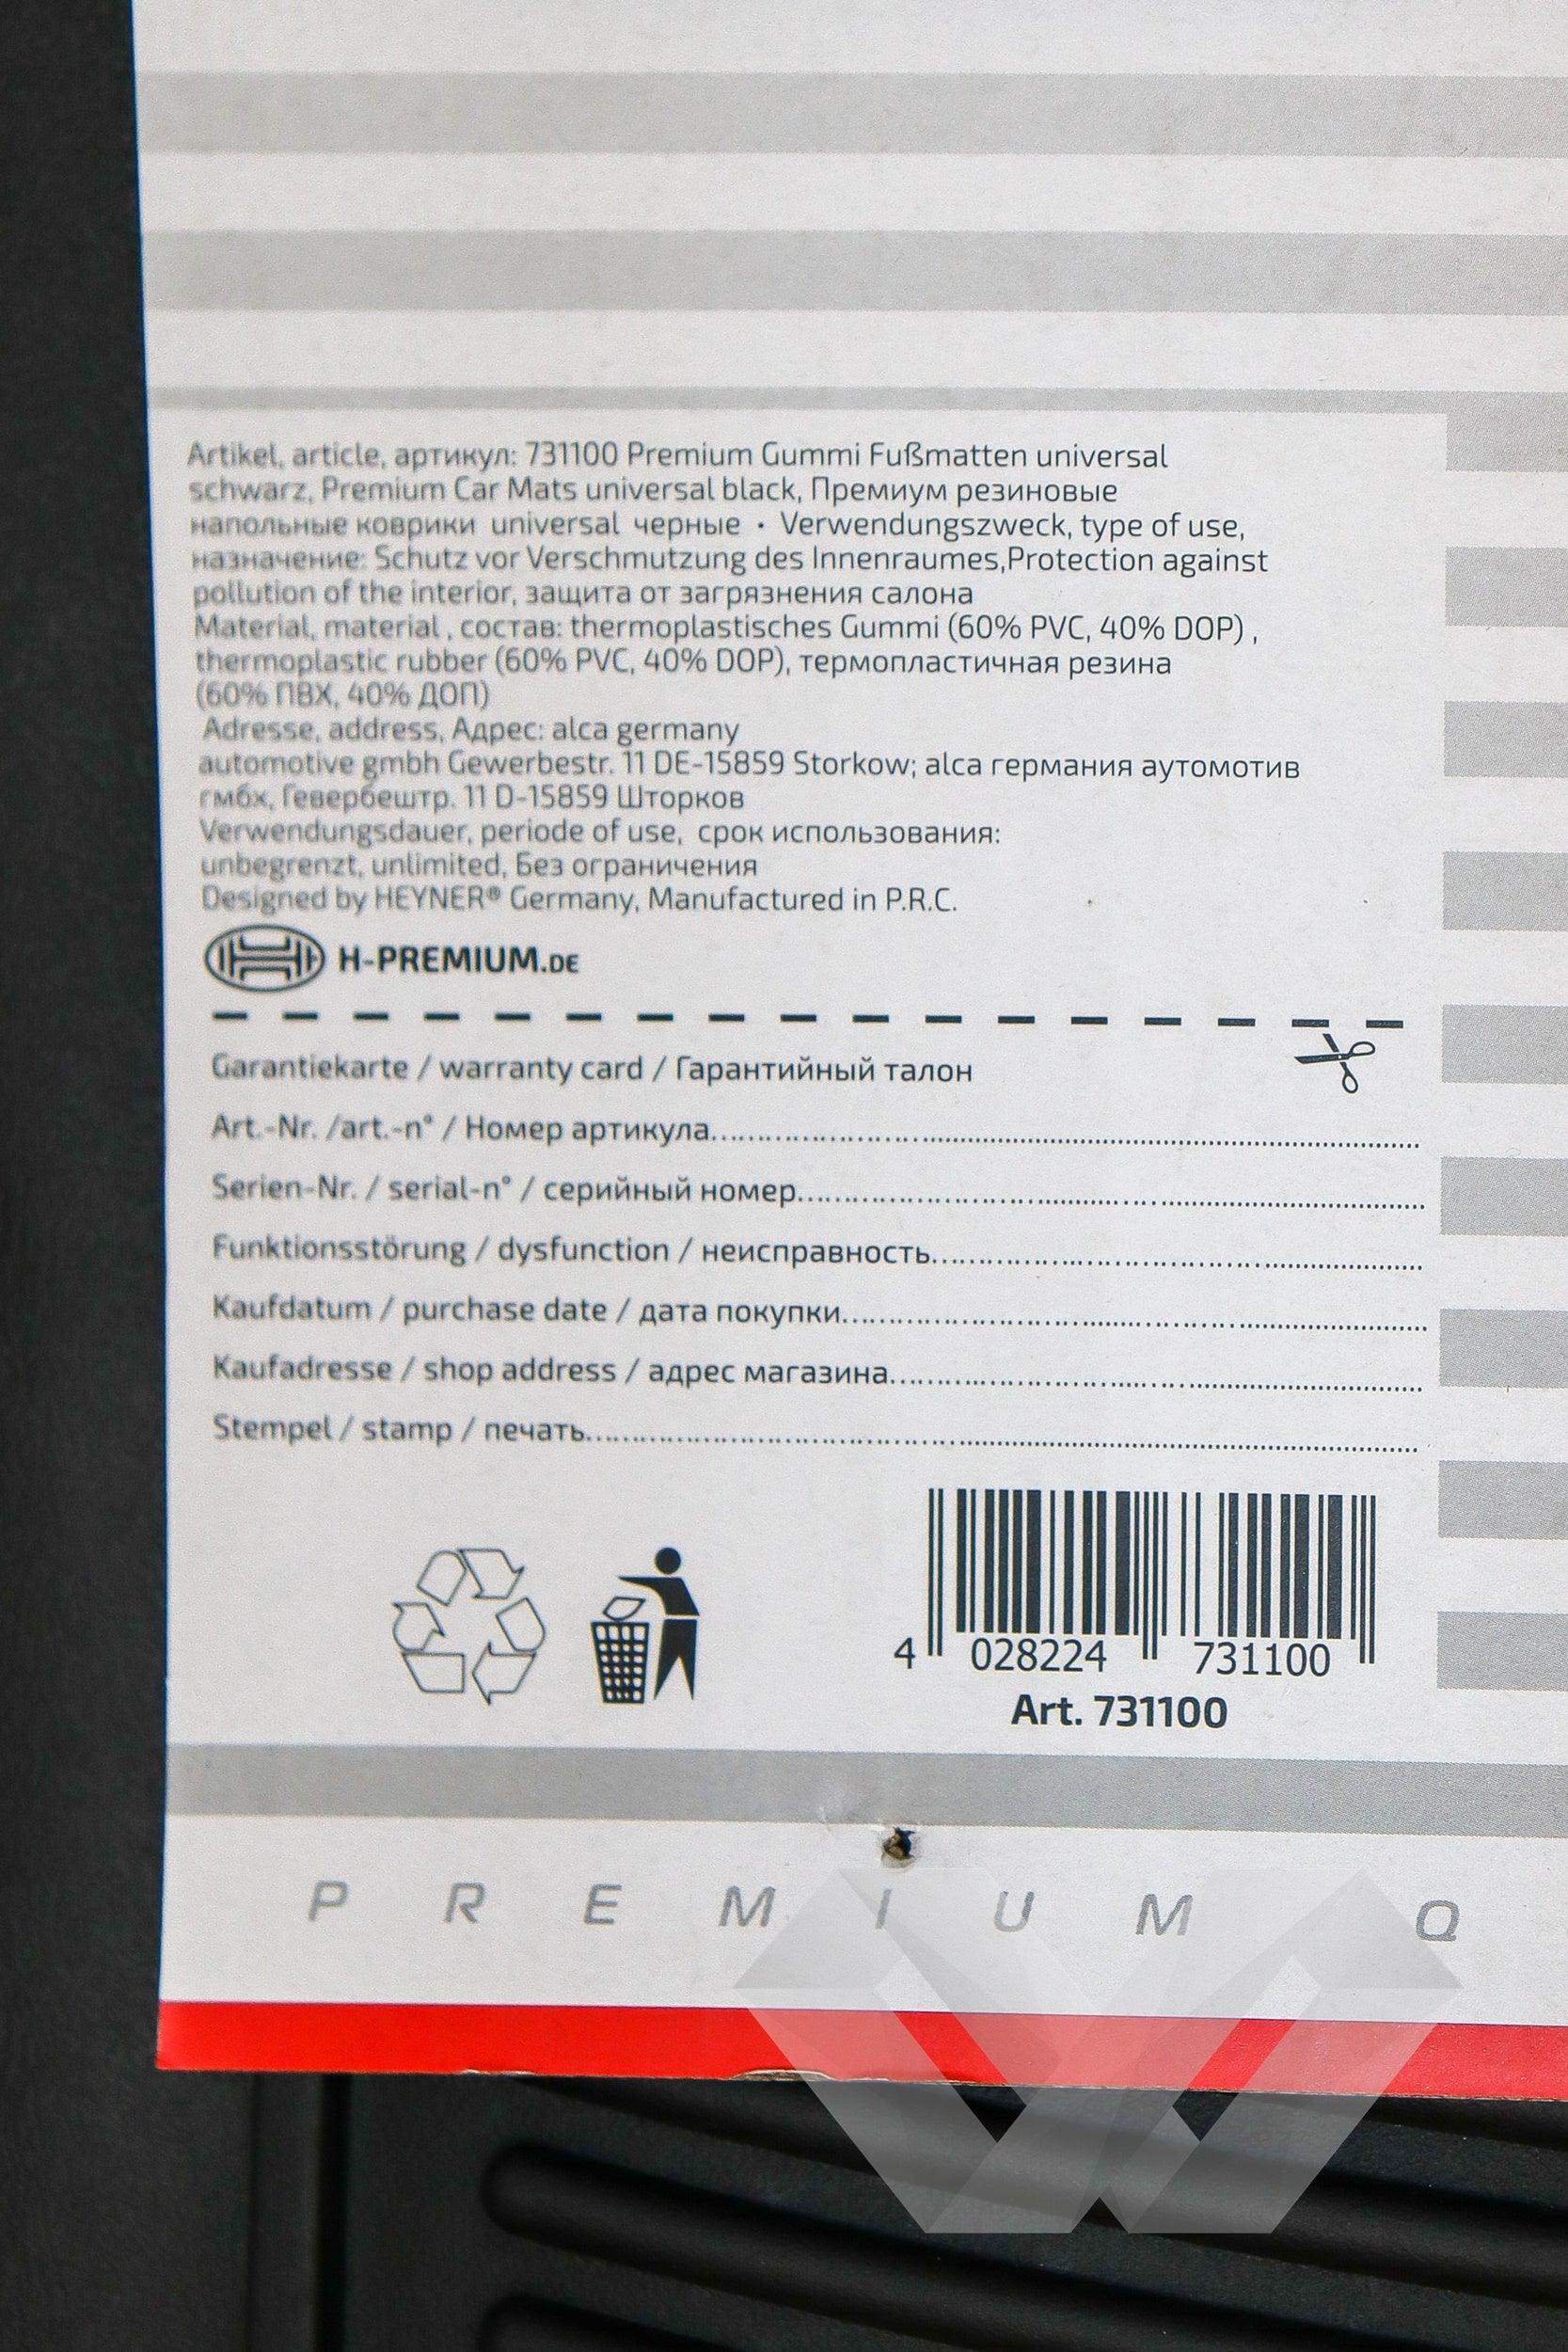 Artikel, article, артикул: 731100 Premium Gummi Fußmatten universal
schwarz, Premium Car Mats universal black, Премиум резиновые
напольные коврики universal черные • Verwendungszweck, type of use,
назначение: Schutz vor Verschmutzung des Innenraumes,Protection against
pollution of the interior, защита от загрязнения салона
Material, material , состав: thermoplastisches Gummi (60% PVC, 40% DOP) ,
thermoplastic rubber (60% PVC, 40% DOP), термопластичная резина
(60% ПВХ, 40% ДОП)
Adresse, address, Адрес: alca germany
automotive gmbh Gewerbestr. 11 DE-15859 Storkow; alca германия аутомотив
гмбх, Гевербештр. 11 D-15859 Шторков
Verwendungsdauer, periode of use, срок использования:
unbegrenzt, unlimited, Без ограничения
Designed by HEYNER® Germany, Manufactured in P.R.C.
H-PREMIUM.DE
Garantiekarte / warranty card / Гарантийный талон
Art.-Nr. /art.-n° / Номер артикула
Serien-Nr. / serial-n° / серийный номер
Funktionsstörung / dysfunction / неисправность
Kaufdatum / purchase date / дата покупки
Kaufadresse / shop address / адрес магазина
Stempel / stamp / печать
4 028224 731100
Art. 731100
PREMIUM Q